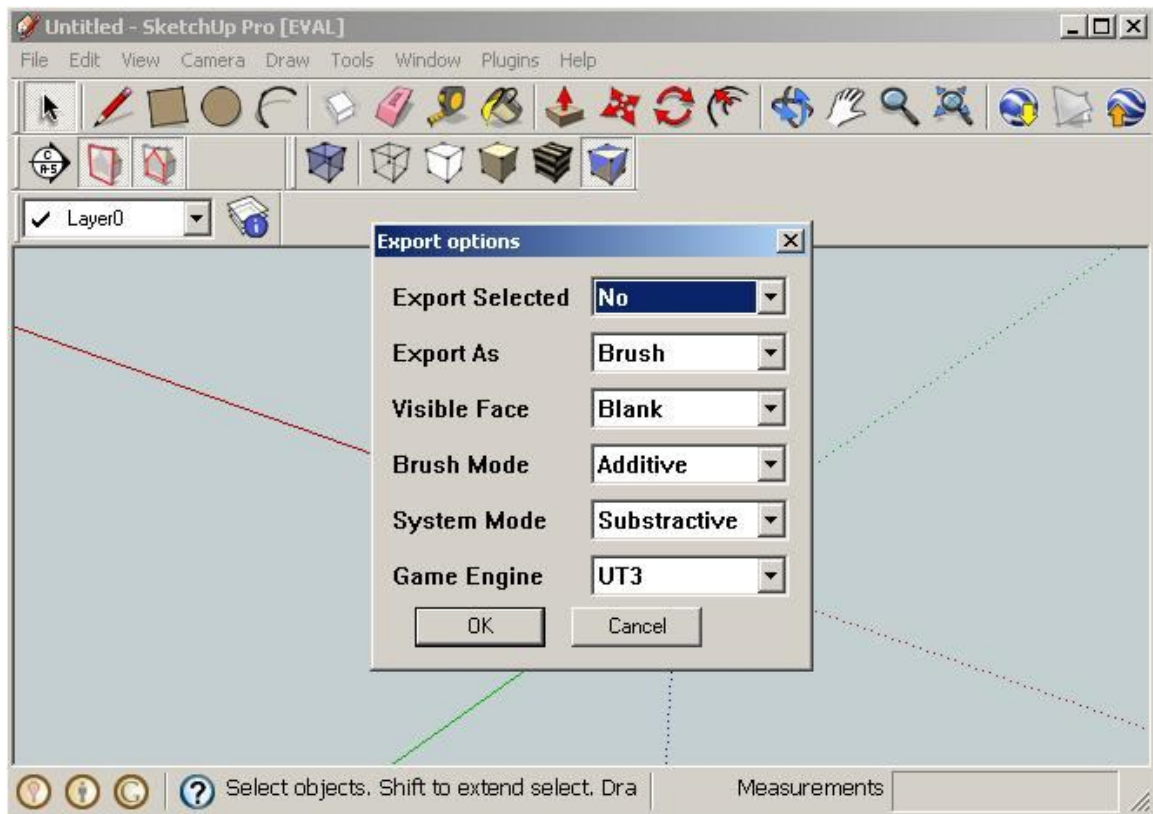 Untitled - SketchUp Pro [EVAL]
File Edit View Camera Draw Tools Window Plugins Help
C
A-5
Layer0
Export options
Export Selected No
Export As Brush
Visible Face Blank
Brush Mode Additive
System Mode Substractive
Game Engine UT3
OK Cancel
Select objects. Shift to extend select. Dra Measurements